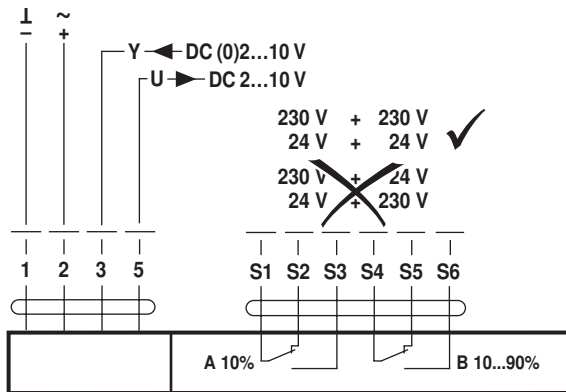 ⊥ ~
− +
Y DC (0)2...10 V
U DC 2...10 V
230 V + 230 V
24 V + 24 V
230 V + 24 V
24 V + 230 V
1 2 3 5 S1 S2 S3 S4 S5 S6
A 10% B 10...90%